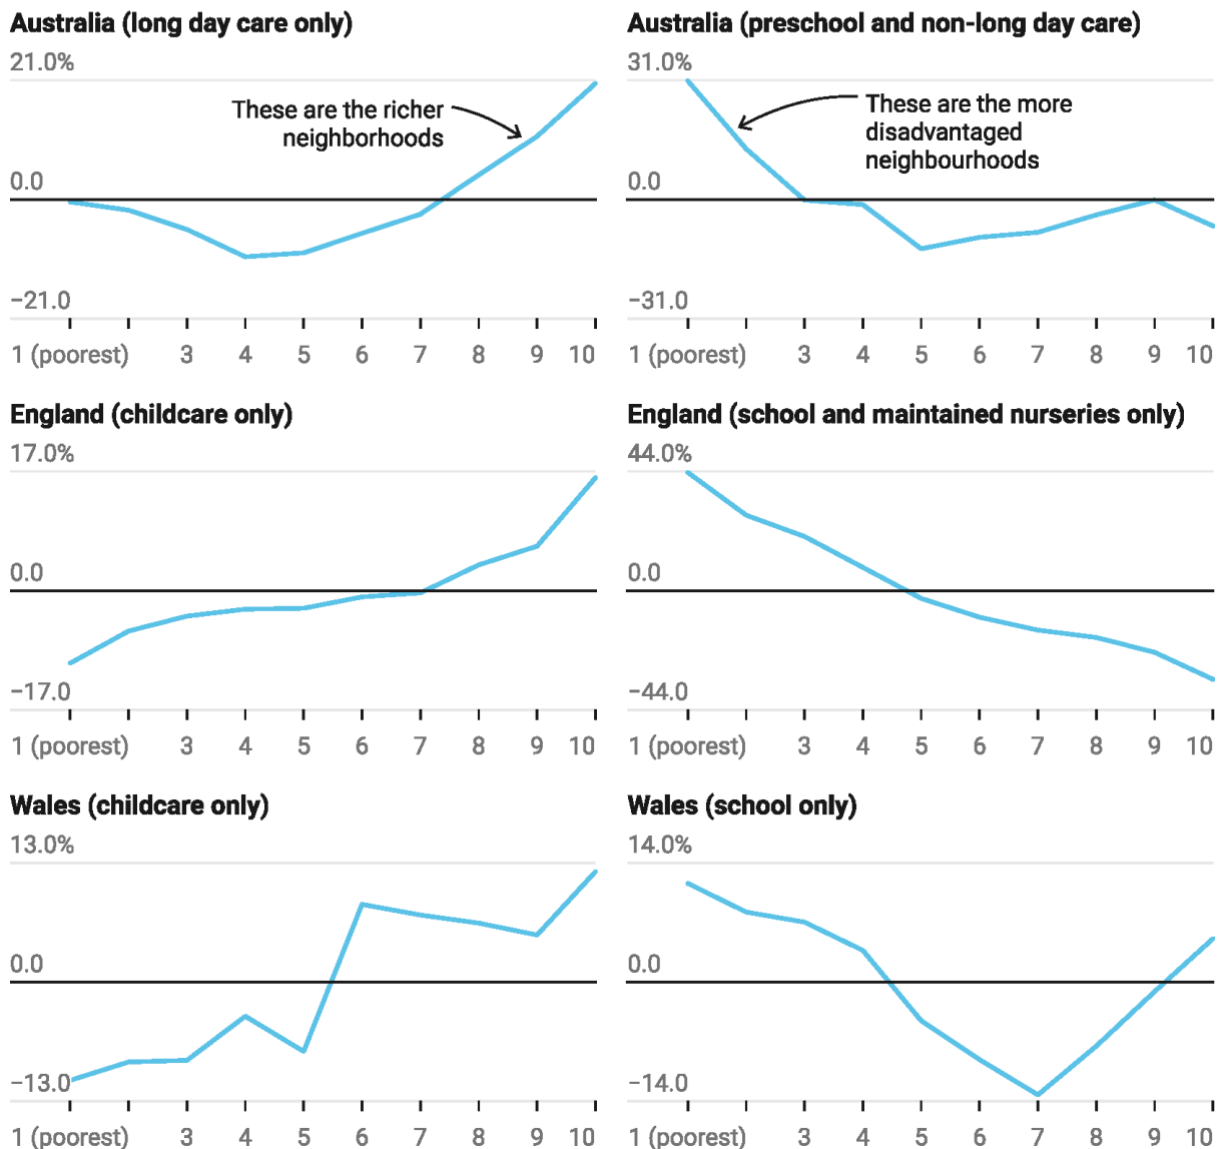 Australia (long day care only)
21.0%
These are the richer
neighborhoods
0.0
−21.0
1 (poorest) 3 4 5 6 7 8 9 10
Australia (preschool and non-long day care)
31.0%
These are the more
disadvantaged
neighbourhoods
0.0
−31.0
1 (poorest) 3 4 5 6 7 8 9 10
England (childcare only)
17.0%
0.0
−17.0
1 (poorest) 3 4 5 6 7 8 9 10
England (school and maintained nurseries only)
44.0%
0.0
−44.0
1 (poorest) 3 4 5 6 7 8 9 10
Wales (childcare only)
13.0%
0.0
−13.0
1 (poorest) 3 4 5 6 7 8 9 10
Wales (school only)
14.0%
0.0
−14.0
1 (poorest) 3 4 5 6 7 8 9 10